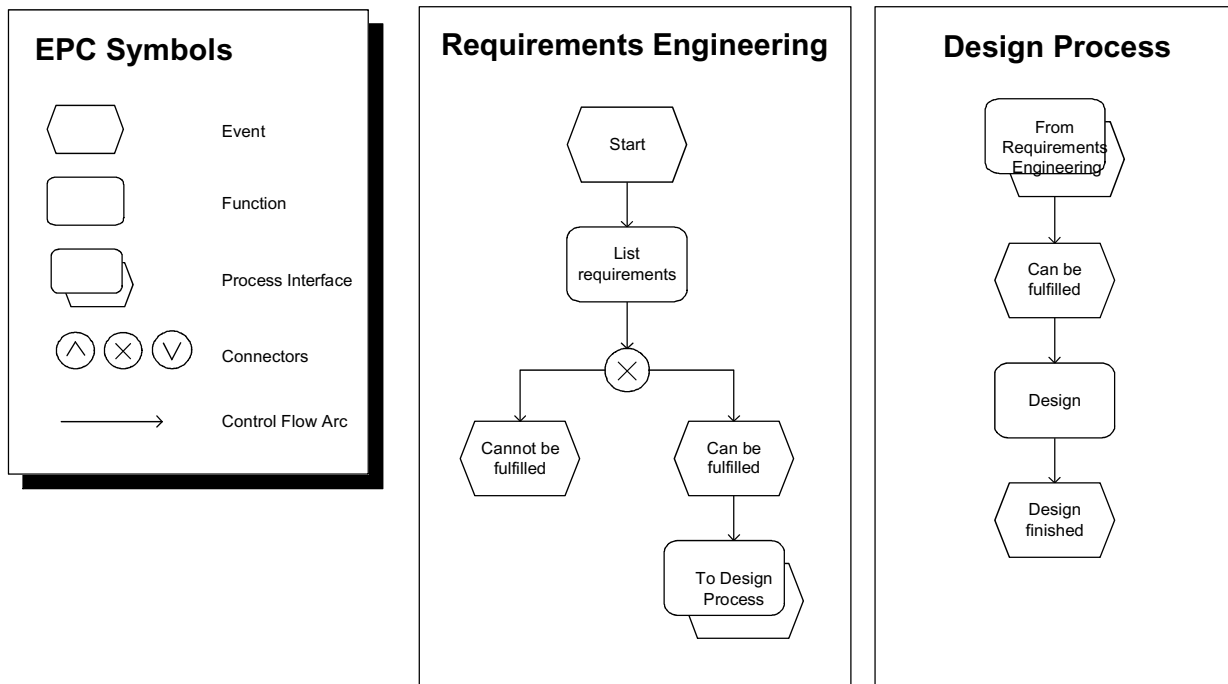 EPC Symbols
Event
Function
Process Interface
Connectors
Control Flow Arc
Requirements Engineering
Start
List
requirements
Cannot be
fulfilled
Can be
fulfilled
To Design
Process
Design Process
From
Requirements
Engineering
Can be
fulfilled
Design
Design
finished